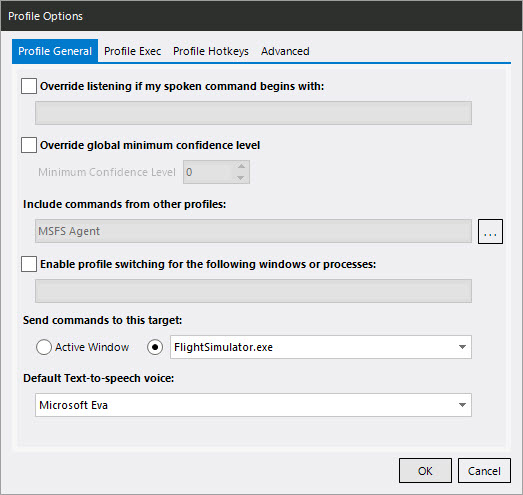 Profile Options
Profile General Profile Exec Profile Hotkeys Advanced
Override listening if my spoken command begins with:
Override global minimum confidence level
Minimum Confidence Level 0
Include commands from other profiles:
MSFS Agent ...
Enable profile switching for the following windows or processes:
Send commands to this target:
Active Window FlightSimulator.exe
Default Text-to-speech voice:
Microsoft Eva
OK Cancel